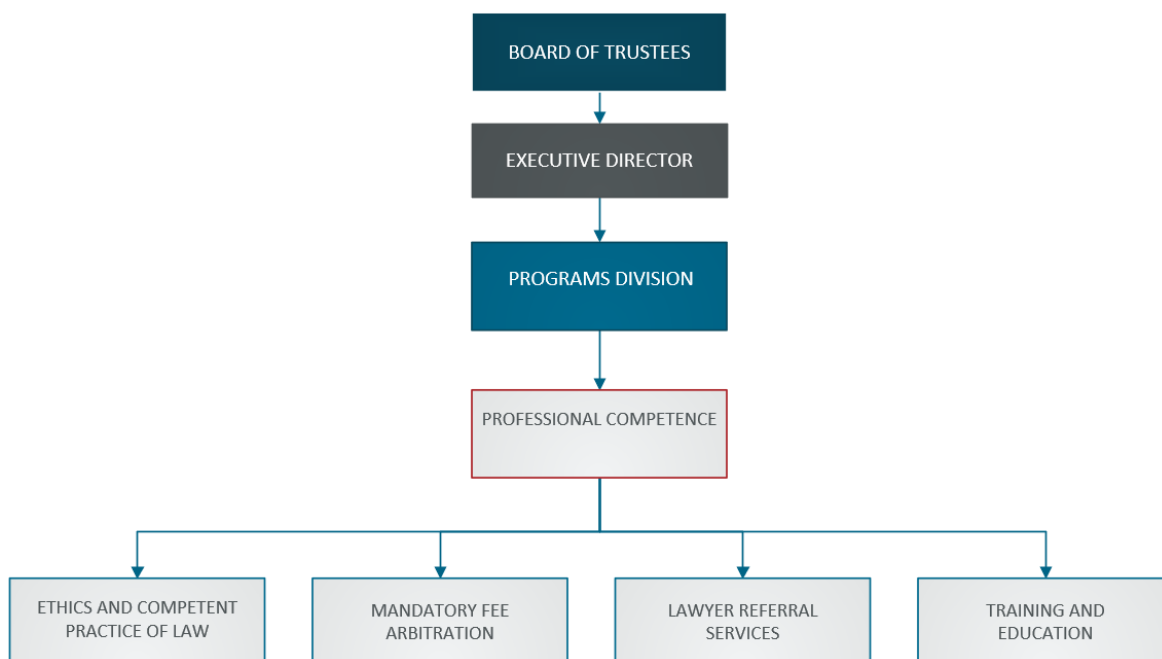 BOARD OF TRUSTEES
EXECUTIVE DIRECTOR
PROGRAMS DIVISION
PROFESSIONAL COMPETENCE
ETHICS AND COMPETENT
PRACTICE OF LAW
MANDATORY FEE
ARBITRATION
LAWYER REFERRAL
SERVICES
TRAINING AND
EDUCATION